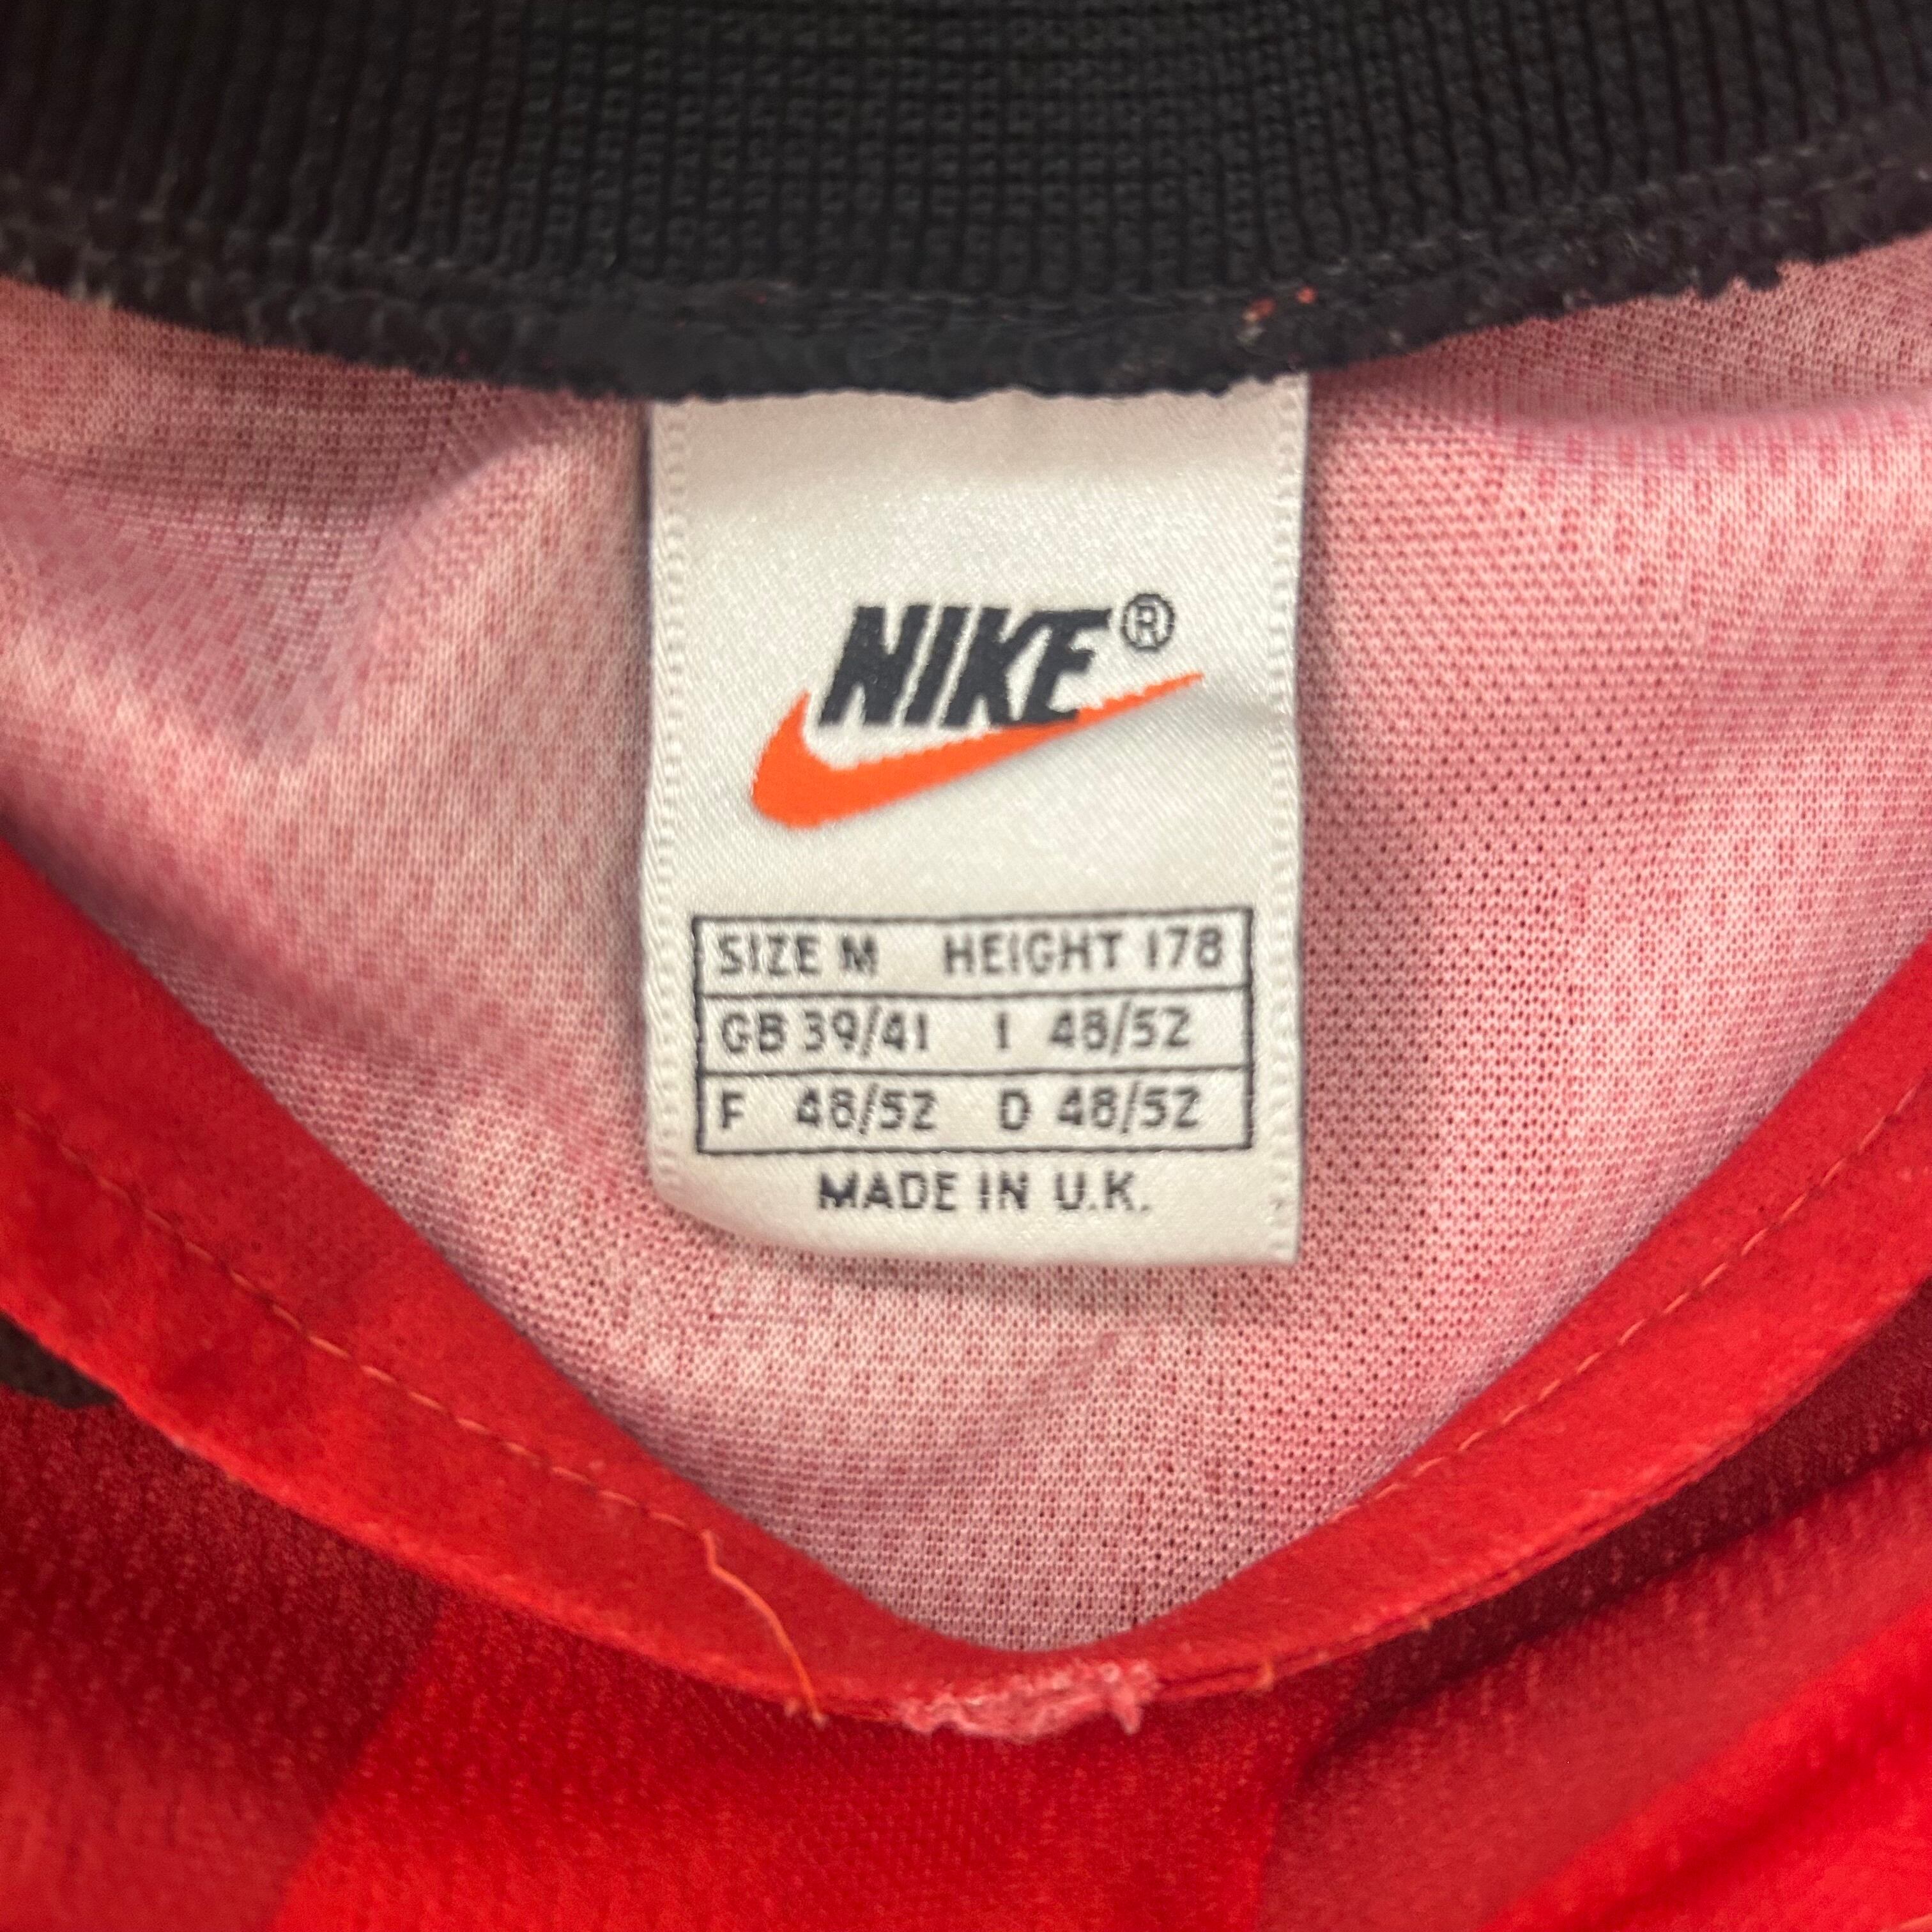 NIKE®
SIZE M HEIGHT 178
GB 39/41 I 48/52
F 48/52 D 48/52
MADE IN U.K.